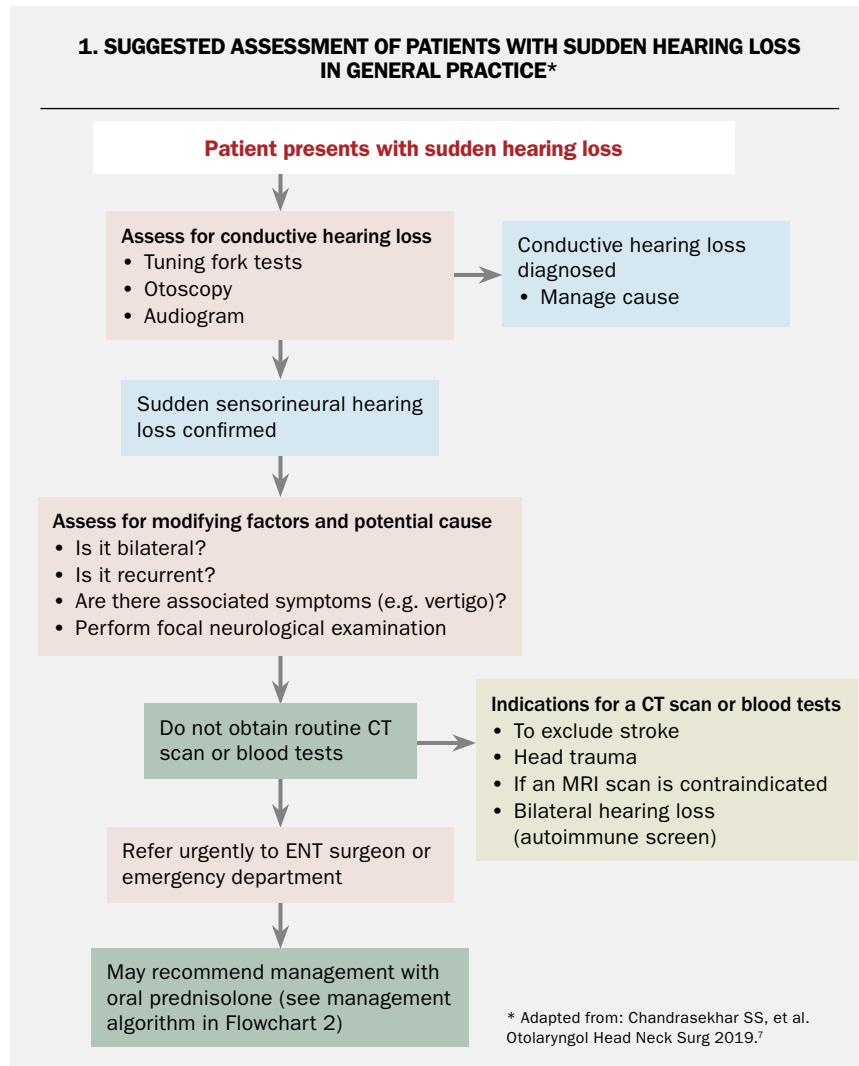 1. SUGGESTED ASSESSMENT OF PATIENTS WITH SUDDEN HEARING LOSS
IN GENERAL PRACTICE*
Patient presents with sudden hearing loss
Assess for conductive hearing loss
• Tuning fork tests
• Otoscopy
• Audiogram
Conductive hearing loss
diagnosed
• Manage cause
Sudden sensorineural hearing
loss confirmed
Assess for modifying factors and potential cause
• Is it bilateral?
• Is it recurrent?
• Are there associated symptoms (e.g. vertigo)?
• Perform focal neurological examination
Do not obtain routine CT
scan or blood tests
Indications for a CT scan or blood tests
• To exclude stroke
• Head trauma
• If an MRI scan is contraindicated
• Bilateral hearing loss
(autoimmune screen)
Refer urgently to ENT surgeon or
emergency department
May recommend management with
oral prednisolone (see management
algorithm in Flowchart 2)
* Adapted from: Chandrasekhar SS, et al.
Otolaryngol Head Neck Surg 2019.⁷